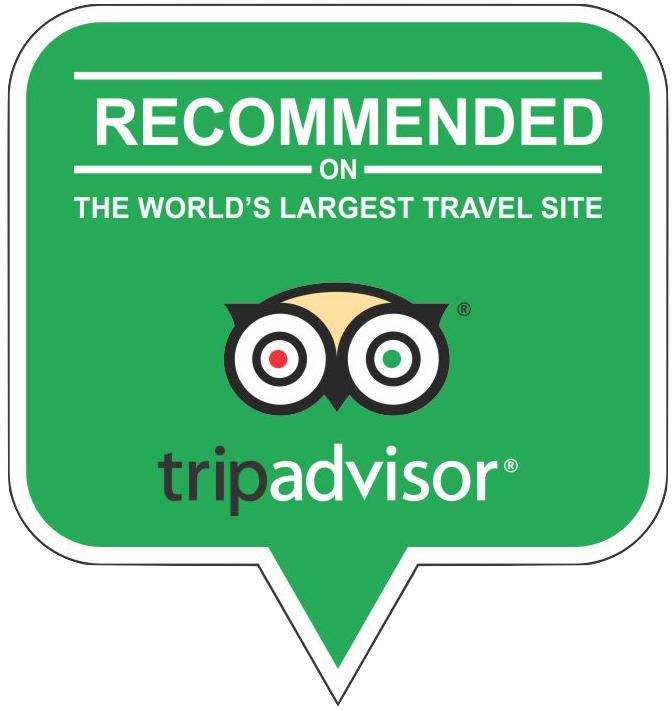 RECOMMENDED
ON
THE WORLD'S LARGEST TRAVEL SITE
®
tripadvisor®